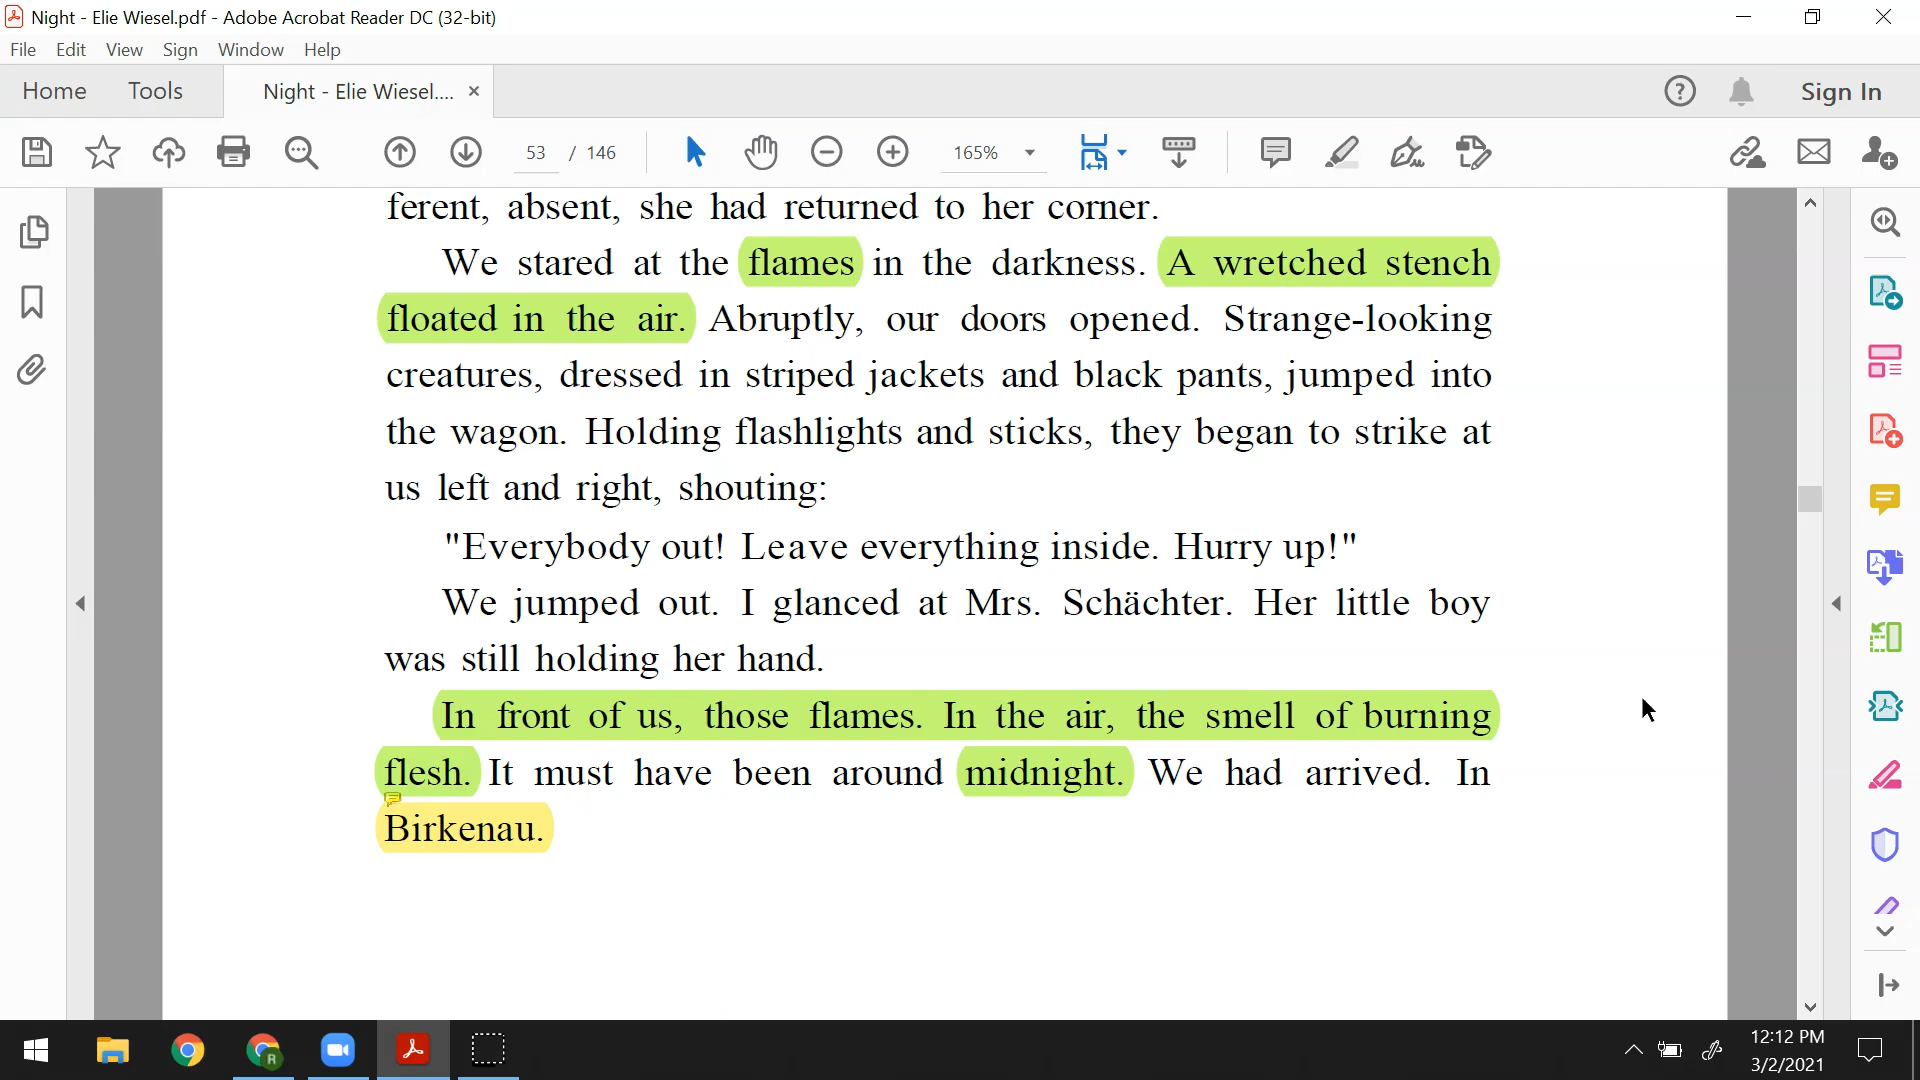 Night - Elie Wiesel.pdf - Adobe Acrobat Reader DC (32-bit)
File Edit View Sign Window Help
Home Tools Night - Elie Wiesel.... × Sign In
53 / 146 165%
ferent, absent, she had returned to her corner.
We stared at the flames in the darkness. A wretched stench
floated in the air. Abruptly, our doors opened. Strange-looking
creatures, dressed in striped jackets and black pants, jumped into
the wagon. Holding flashlights and sticks, they began to strike at
us left and right, shouting:
"Everybody out! Leave everything inside. Hurry up!"
We jumped out. I glanced at Mrs. Schächter. Her little boy
was still holding her hand.
In front of us, those flames. In the air, the smell of burning
flesh. It must have been around midnight. We had arrived. In
Birkenau.
R
12:12 PM
3/2/2021